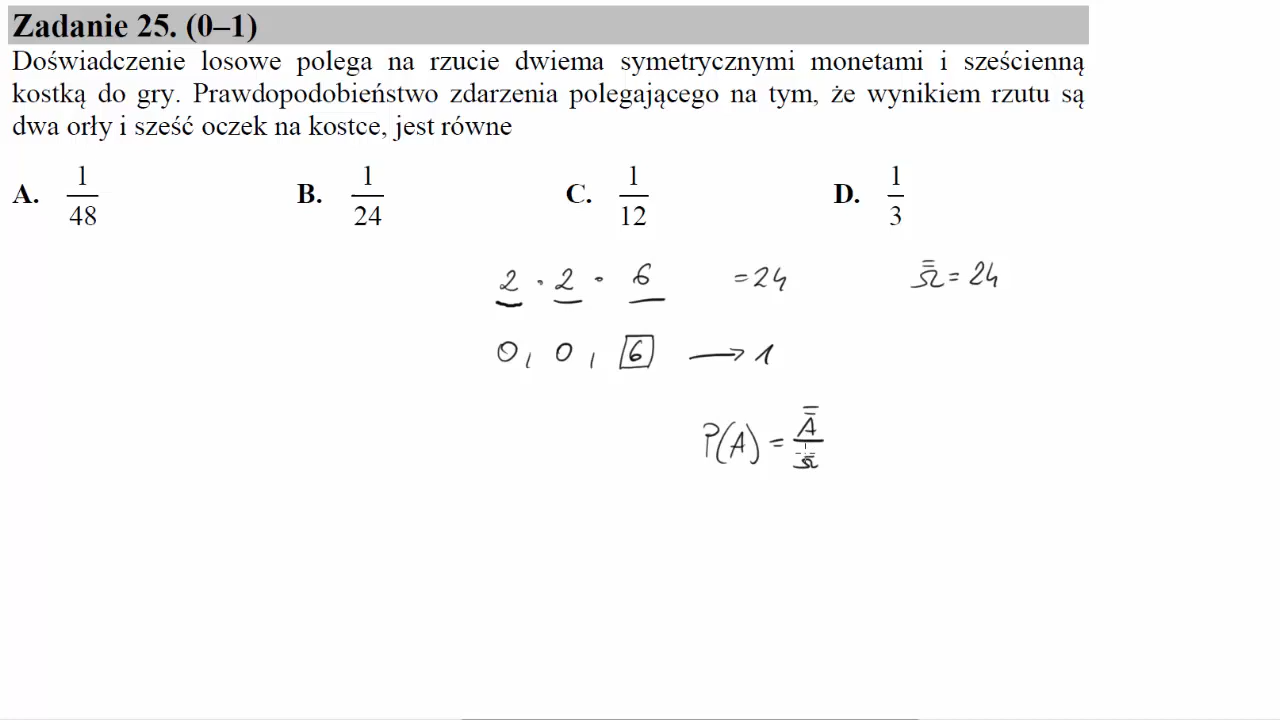 Zadanie 25. (0–1)
Doświadczenie losowe polega na rzucie dwiema symetrycznymi monetami i sześcienną
kostką do gry. Prawdopodobieństwo zdarzenia polegającego na tym, że wynikiem rzutu są
dwa orły i sześć oczek na kostce, jest równe
A. 1/48 B. 1/24 C. 1/12 D. 1/3
2 · 2 · 6 = 24 Ω̿ = 24
O, O, 6 → 1
P(A) = A̿/Ω̿